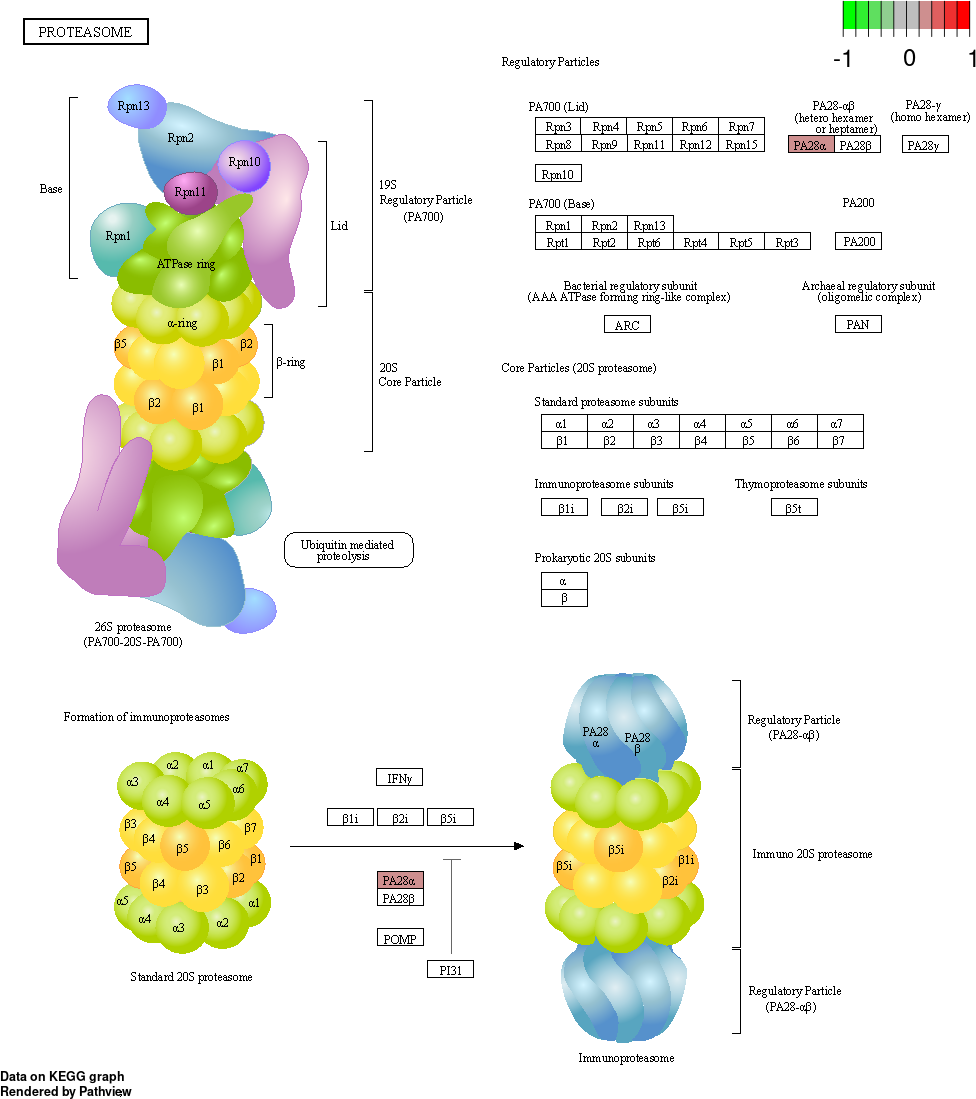 PROTEASOME
-1 0 1
Regulatory Particles
PA700 (Lid)
Rpn3 Rpn4 Rpn5 Rpn6 Rpn7
Rpn8 Rpn9 Rpn11 Rpn12 Rpn15
Rpn10
PA28-αβ
(hetero hexamer
or heptamer)
PA28α PA28β
PA28-γ
(homo hexamer)
PA28γ
PA700 (Base)
Rpn1 Rpn2 Rpn13
Rpt1 Rpt2 Rpt6 Rpt4 Rpt5 Rpt3
PA200
PA200
Bacterial regulatory subunit
(AAA ATPase forming ring-like complex)
ARC
Archaeal regulatory subunit
(oligomelic complex)
PAN
Core Particles (20S proteasome)
Standard proteasome subunits
α1 α2 α3 α4 α5 α6 α7
β1 β2 β3 β4 β5 β6 β7
Immunoproteasome subunits
β1i β2i β5i
Thymoproteasome subunits
β5t
Prokaryotic 20S subunits
α
β
Rpn13
Rpn2
Rpn10
Rpn11
Rpn1
Base
ATPase ring
Lid
19S
Regulatory Particle
(PA700)
α-ring
β5 β2
β1
β-ring
β2 β1
20S
Core Particle
Ubiquitin mediated
proteolysis
26S proteasome
(PA700-20S-PA700)
Formation of immunoproteasomes
α3 α2 α1 α7
α4 α5 α6
β3 β4 β5 β6 β7
β5 β4 β3 β2 β1
α5 α4 α3 α2 α1
Standard 20S proteasome
IFNγ
β1i β2i β5i
PA28α
PA28β
POMP
PI31
PA28
α
PA28
β
β5i
β5i β1i
β2i
Regulatory Particle
(PA28-αβ)
Immuno 20S proteasome
Regulatory Particle
(PA28-αβ)
Immunoproteasome
Data on KEGG graph
Rendered by Pathview